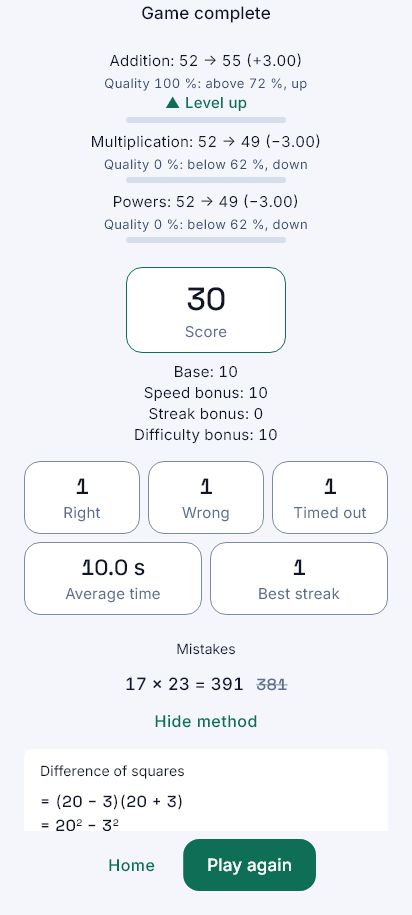 Game complete
Addition: 52 → 55 (+3.00)
Quality 100 %: above 72 %, up
▲ Level up
Multiplication: 52 → 49 (−3.00)
Quality 0 %: below 62 %, down
Powers: 52 → 49 (−3.00)
Quality 0 %: below 62 %, down
30
Score
Base: 10
Speed bonus: 10
Streak bonus: 0
Difficulty bonus: 10
1
Right
1
Wrong
1
Timed out
10.0 s
Average time
1
Best streak
Mistakes
17 × 23 = 391 381
Hide method
Difference of squares
= (20 − 3)(20 + 3)
= 20² − 3²
Home
Play again